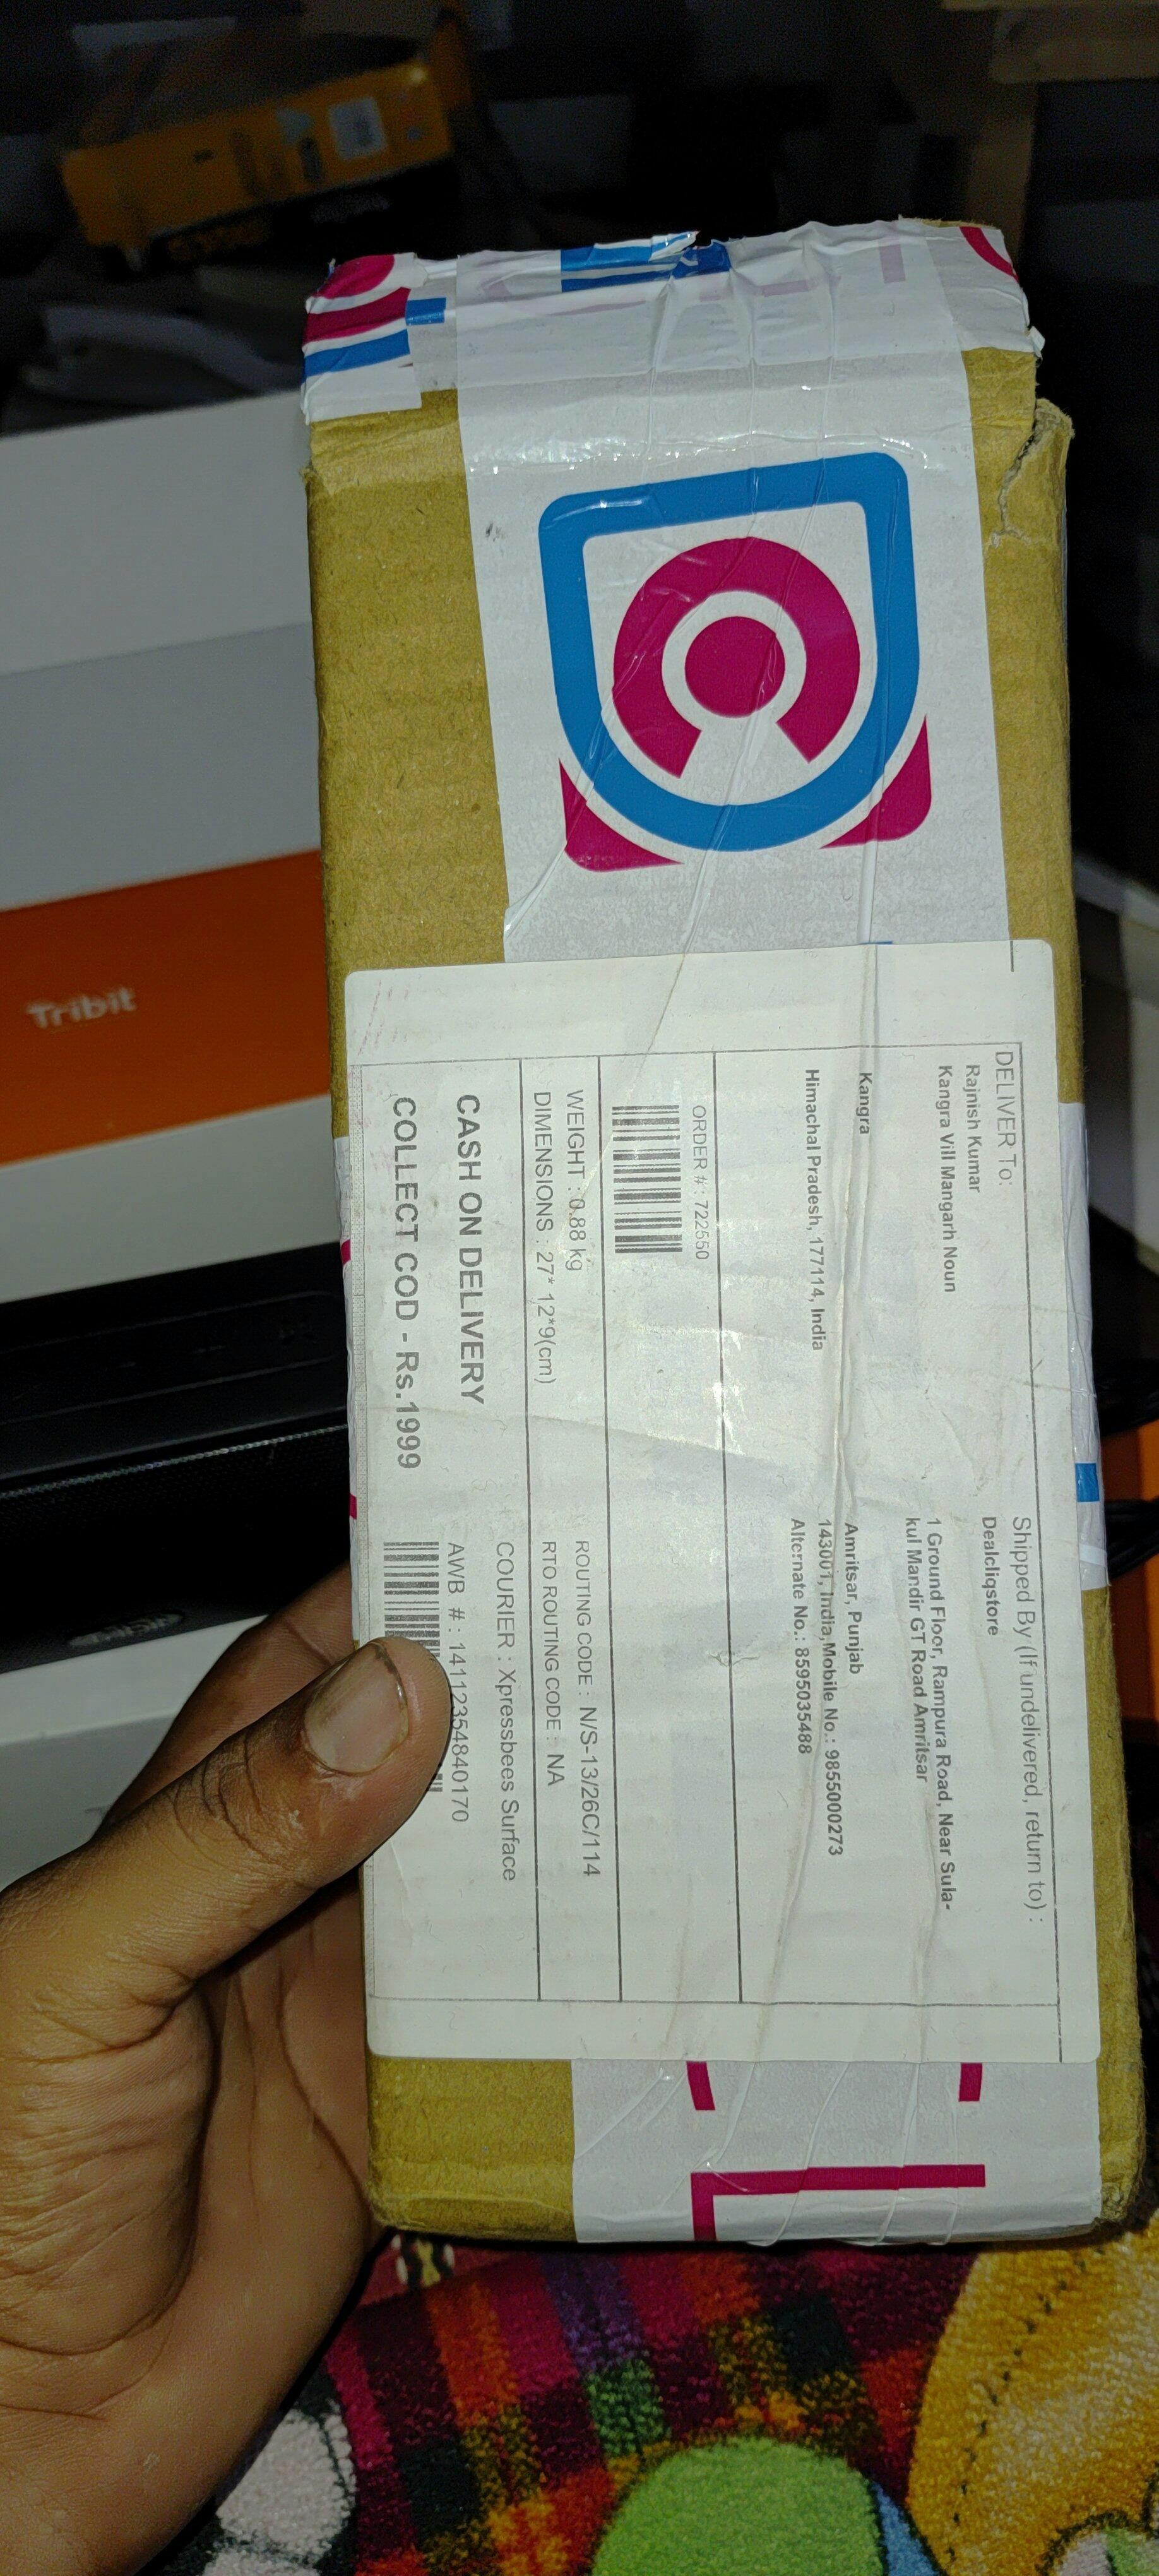 DELIVER To:
Rajnish Kumar
Kangra Vill Mangarh Noun
Kangra
Himachal Pradesh, 177114, India
Shipped By (If undelivered, return to) :
Dealcliqstore
1 Ground Floor, Rampura Road, Near Sula-
kul Mandir GT Road Amritsar
Amritsar, Punjab
143001, India,Mobile No.: 9855000273
Alternate No.: 8595035488
ORDER # : 722550
WEIGHT : 0.88 kg
DIMENSIONS : 27* 12*9(cm)
ROUTING CODE : N/S-13/26C/114
RTO ROUTING CODE : NA
CASH ON DELIVERY
COLLECT COD - Rs.1999
COURIER : Xpressbees Surface
AWB # : 14112354840170
Tribit